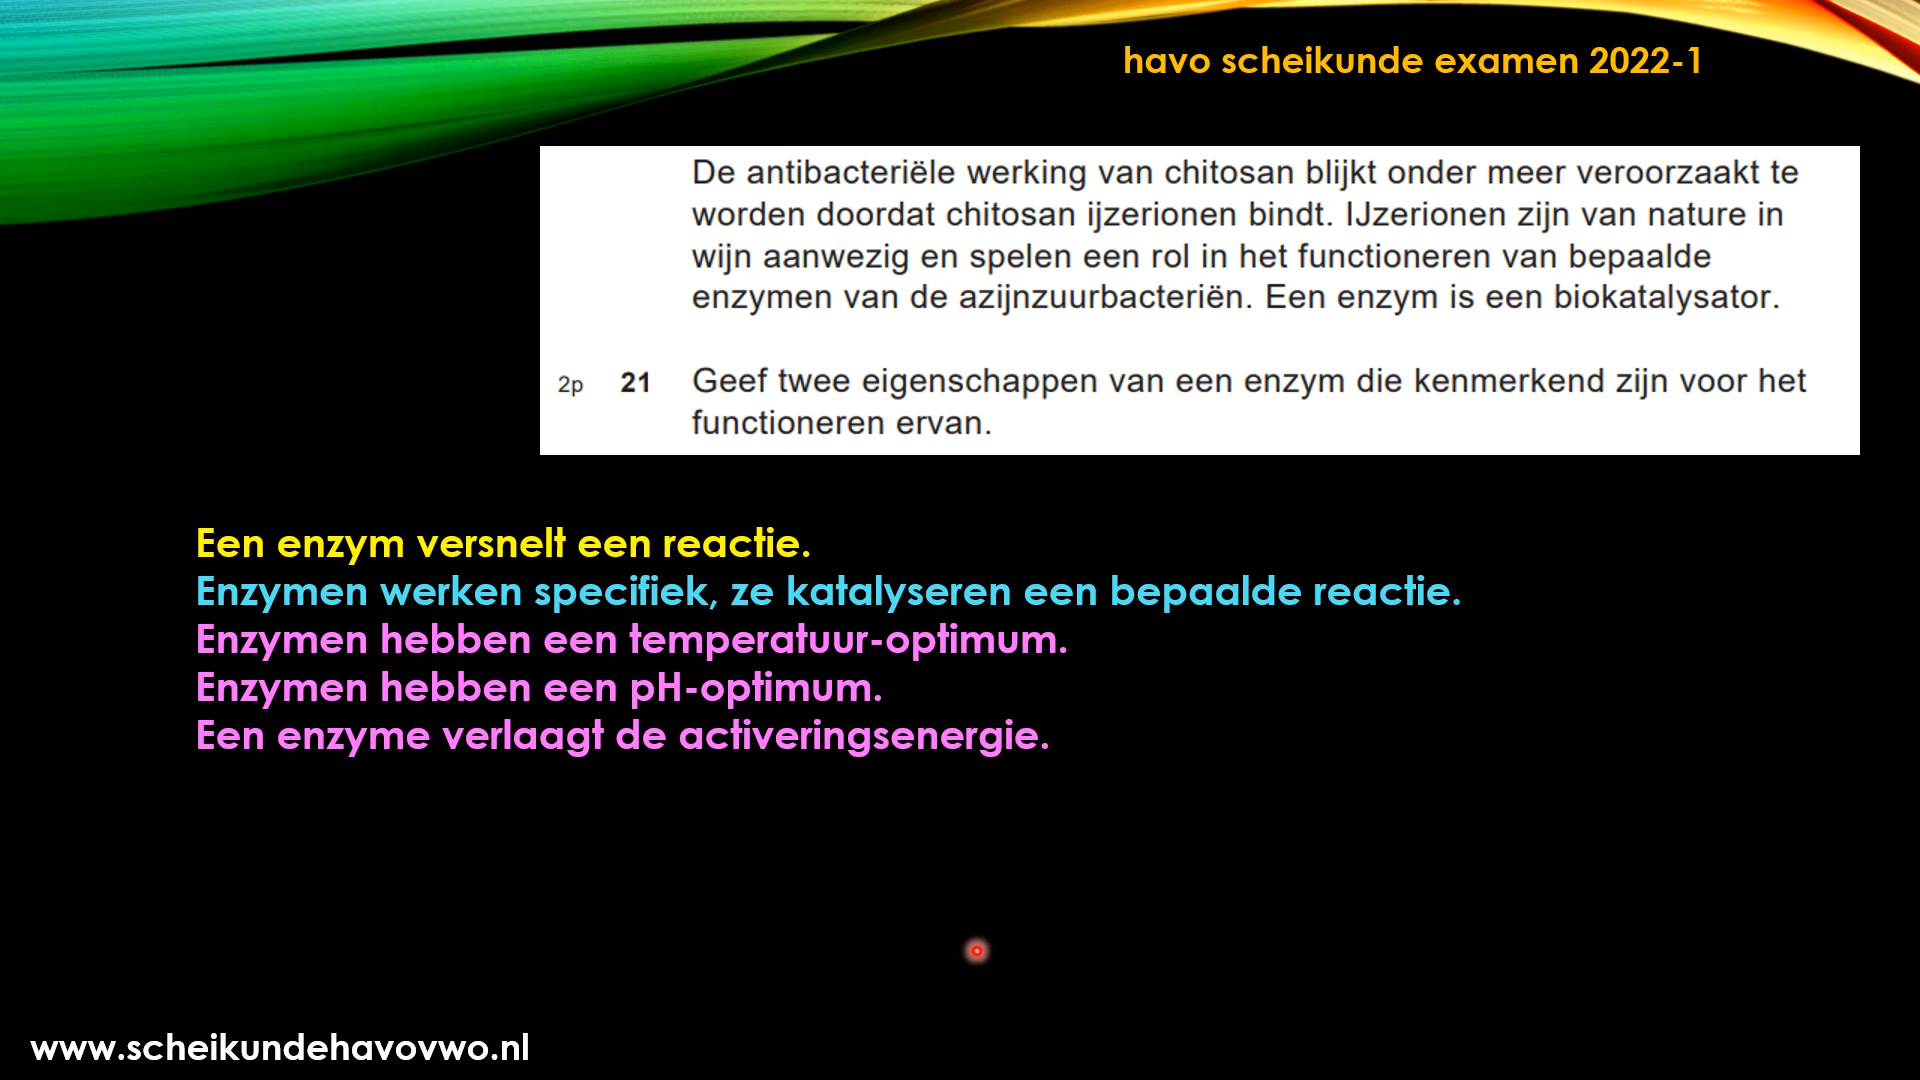 havo scheikunde examen 2022-1
De antibacteriële werking van chitosan blijkt onder meer veroorzaakt te
worden doordat chitosan ijzerionen bindt. IJzerionen zijn van nature in
wijn aanwezig en spelen een rol in het functioneren van bepaalde
enzymen van de azijnzuurbacteriën. Een enzym is een biokatalysator.
2p 21 Geef twee eigenschappen van een enzym die kenmerkend zijn voor het
functioneren ervan.
Een enzym versnelt een reactie.
Enzymen werken specifiek, ze katalyseren een bepaalde reactie.
Enzymen hebben een temperatuur-optimum.
Enzymen hebben een pH-optimum.
Een enzyme verlaagt de activeringsenergie.
www.scheikundehavovwo.nl